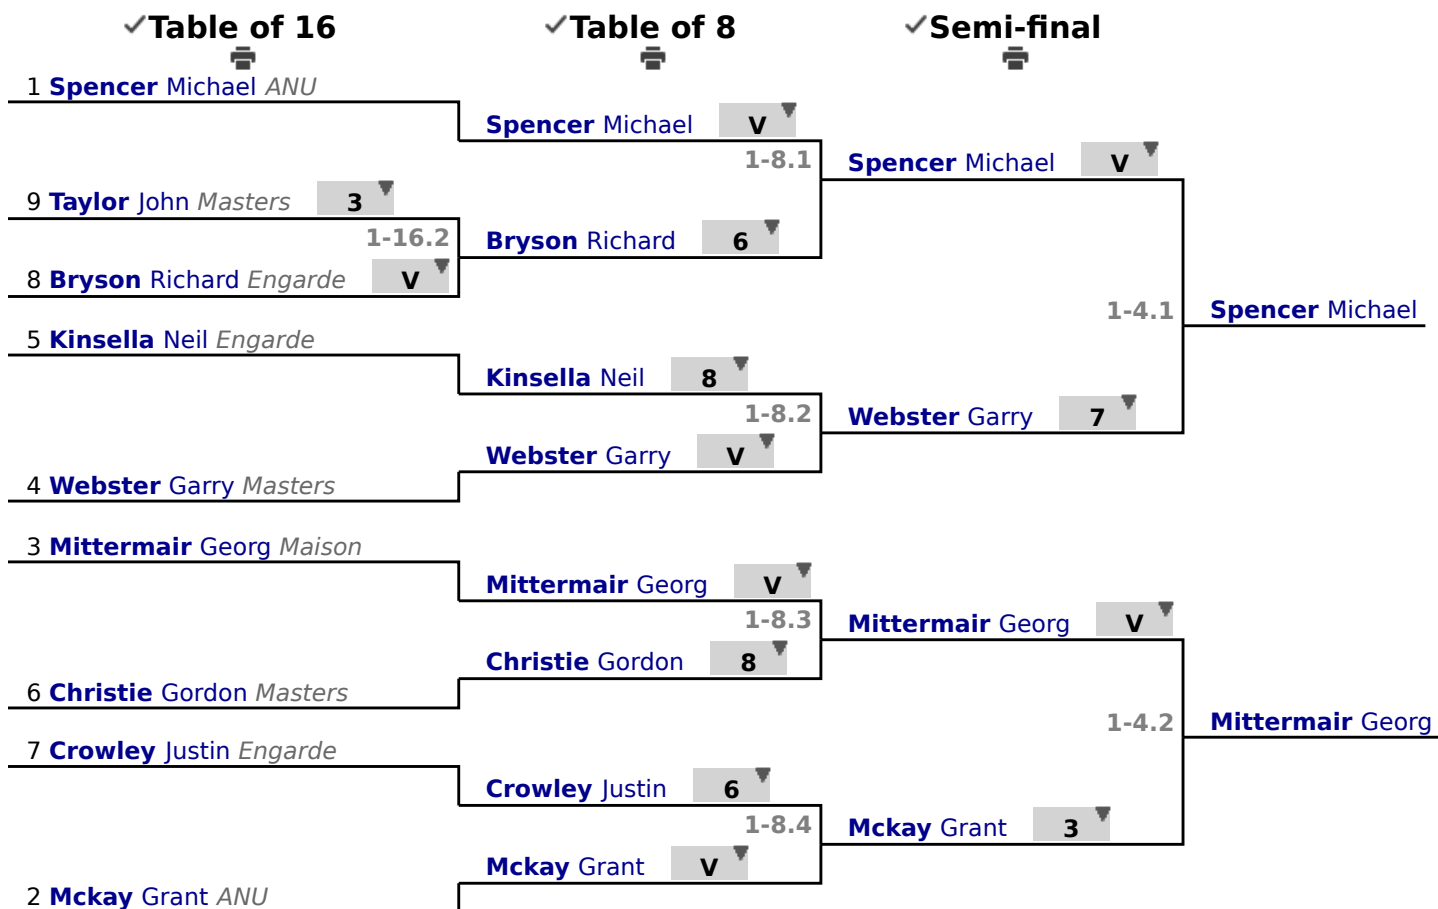 ✓Table of 16
✓Table of 8
✓Semi-final
1 Spencer Michael ANU
Spencer Michael V
1-8.1
Spencer Michael V
9 Taylor John Masters 3
1-16.2
Bryson Richard 6
8 Bryson Richard Engarde V
1-4.1
Spencer Michael
5 Kinsella Neil Engarde
Kinsella Neil 8
1-8.2
Webster Garry 7
Webster Garry V
4 Webster Garry Masters
3 Mittermair Georg Maison
Mittermair Georg V
1-8.3
Mittermair Georg V
Christie Gordon 8
6 Christie Gordon Masters
1-4.2
Mittermair Georg
7 Crowley Justin Engarde
Crowley Justin 6
1-8.4
Mckay Grant 3
Mckay Grant V
2 Mckay Grant ANU